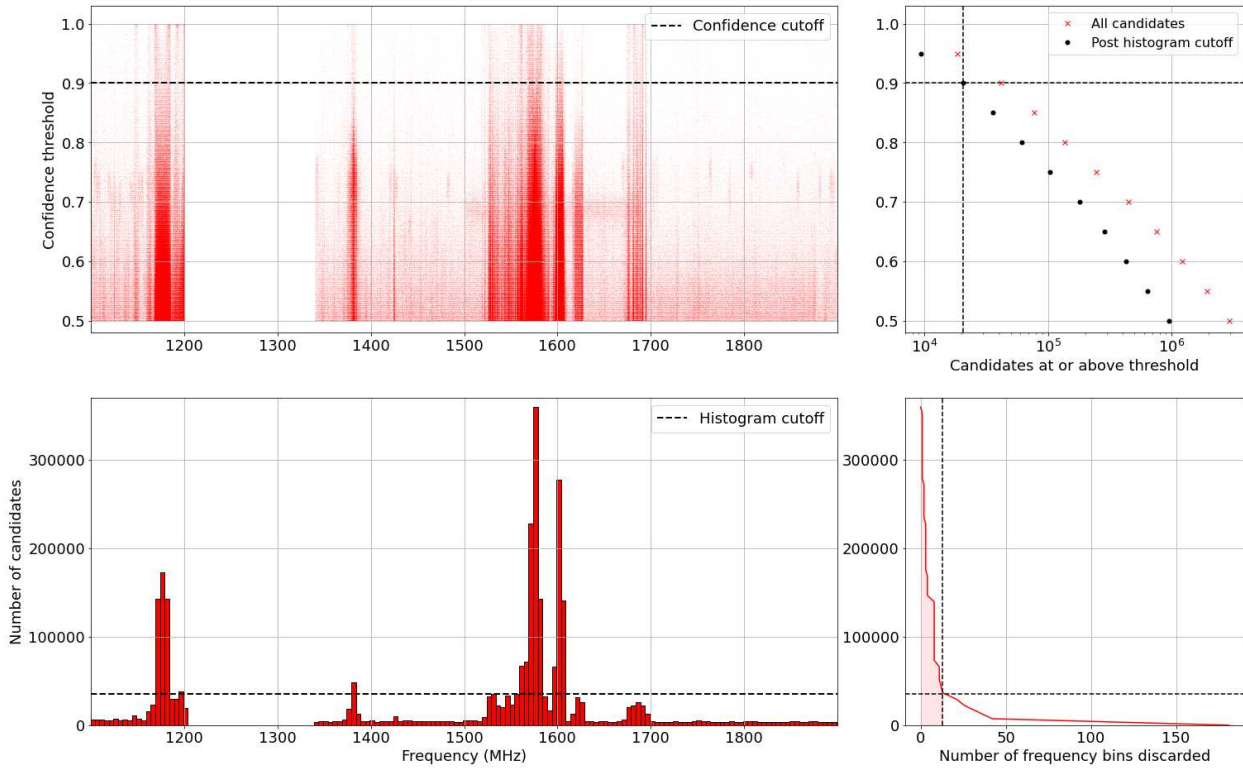 Confidence threshold
1.0
0.9
0.8
0.7
0.6
0.5
Confidence cutoff
1200 1300 1400 1500 1600 1700 1800
1.0
0.9
0.8
0.7
0.6
0.5
All candidates
Post histogram cutoff
10⁴ 10⁵ 10⁶
Candidates at or above threshold
Number of candidates
300000
200000
100000
0
Histogram cutoff
1200 1300 1400 1500 1600 1700 1800
Frequency (MHz)
300000
200000
100000
0
0 50 100 150
Number of frequency bins discarded